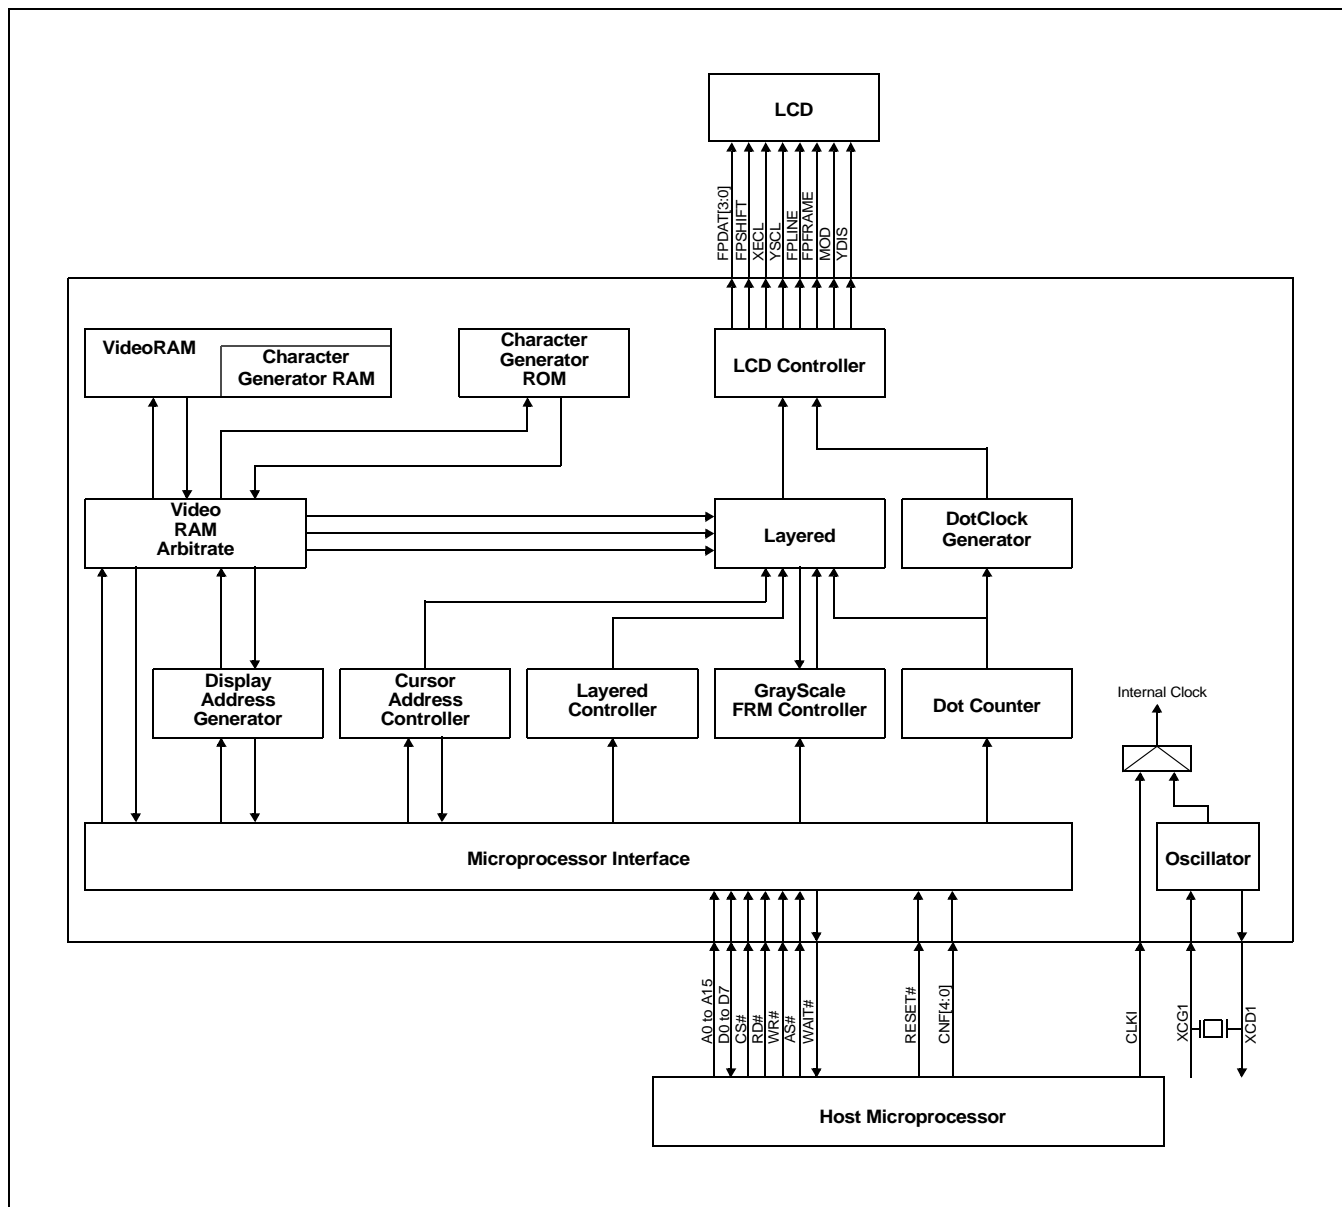 LCD
FPDAT[3:0]
FPSHIFT
XECL
YSCL
FPLINE
FPFRAME
MOD
YDIS
VideoRAM
Character
Generator RAM
Character
Generator
ROM
LCD Controller
Video
RAM
Arbitrate
Layered
DotClock
Generator
Display
Address
Generator
Cursor
Address
Controller
Layered
Controller
GrayScale
FRM Controller
Dot Counter
Internal Clock
Microprocessor Interface
Oscillator
A0 to A15
D0 to D7
CS#
RD#
WR#
AS#
WAIT#
RESET#
CNF[4:0]
CLKI
XCG1
XCD1
Host Microprocessor